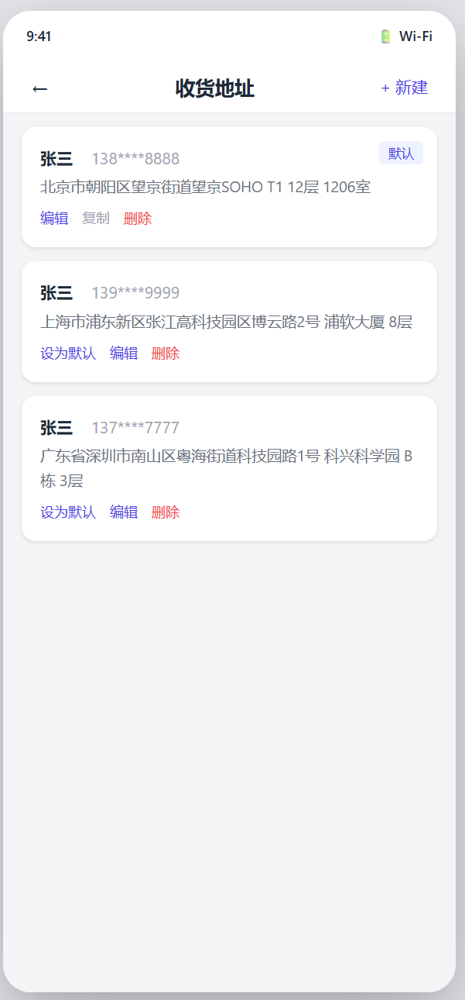 9:41 Wi-Fi
← 收货地址 + 新建
张三 138****8888 默认
北京市朝阳区望京街道望京SOHO T1 12层 1206室
编辑 复制 删除
张三 139****9999
上海市浦东新区张江高科技园区博云路2号 浦软大厦 8层
设为默认 编辑 删除
张三 137****7777
广东省深圳市南山区粤海街道科技园路1号 科兴科学园 B
栋 3层
设为默认 编辑 删除